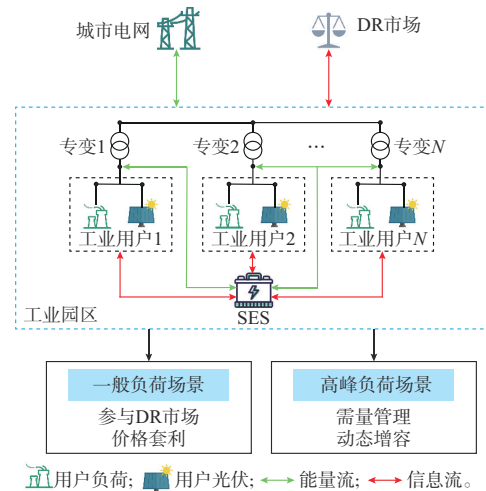 城市电网
DR市场
专变1
专变2
…
专变N
工业用户1
工业用户2
工业用户N
SES
工业园区
一般负荷场景
高峰负荷场景
参与DR市场
价格套利
需量管理
动态增容
用户负荷; 用户光伏; 能量流; 信息流。